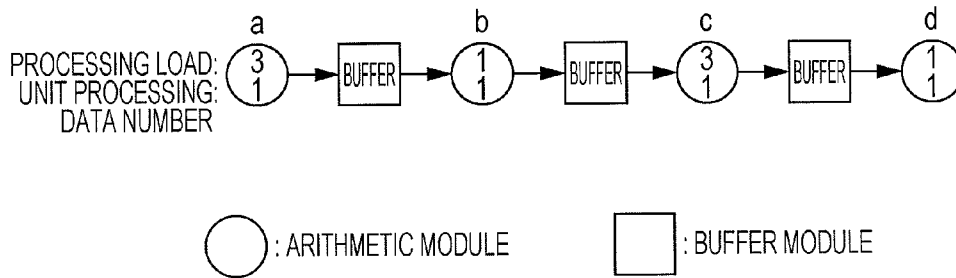 a b c d
PROCESSING LOAD: 3 1 3 1
UNIT PROCESSING: 1 1 1 1
DATA NUMBER
BUFFER BUFFER BUFFER
: ARITHMETIC MODULE : BUFFER MODULE